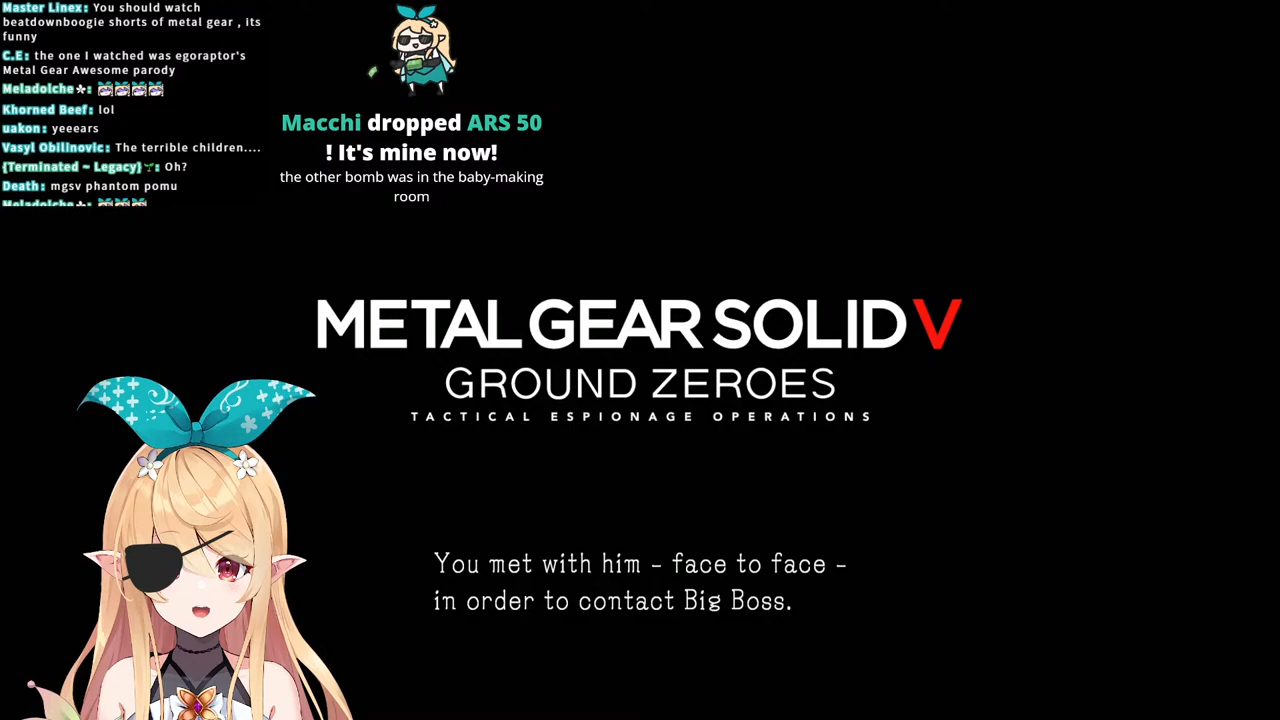 Master Linex: You should watch
beatdownboogie shorts of metal gear , its
funny
C.E: the one I watched was egoraptor's
Metal Gear Awesome parody
Meladolche:
Khorned Beef: lol
uakon: yeeears
Vasyl Obilinovic: The terrible children....
{Terminated ~ Legacy}: Oh?
Death: mgsv phantom pomu
Meladolche:
Macchi dropped ARS 50
! It's mine now!
the other bomb was in the baby-making
room
METAL GEAR SOLID V
GROUND ZEROES
TACTICAL ESPIONAGE OPERATIONS
You met with him - face to face -
in order to contact Big Boss.